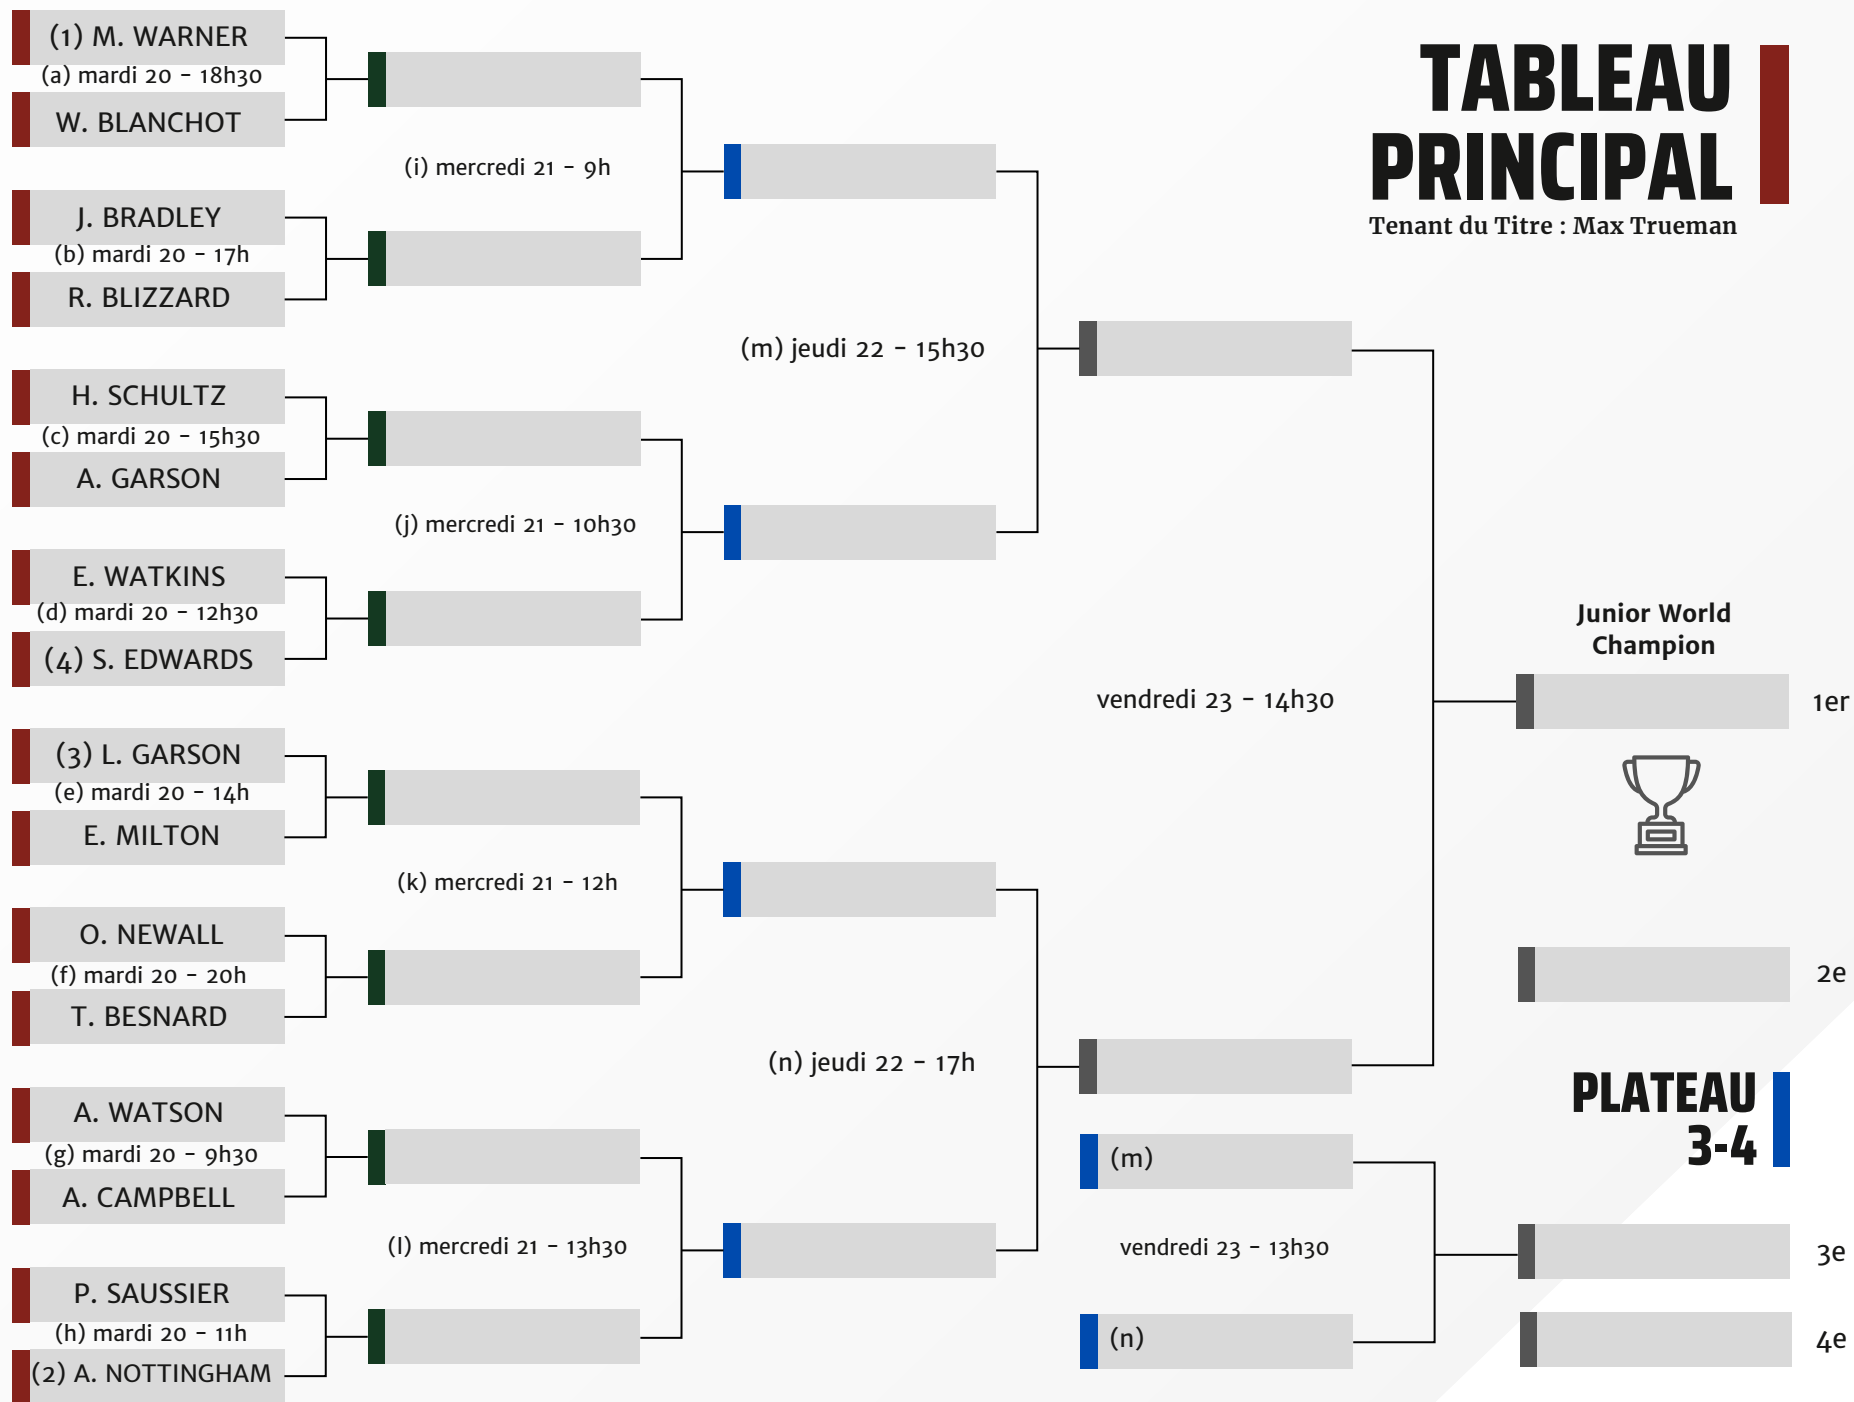 TABLEAU
PRINCIPAL
Tenant du Titre : Max Trueman
(1) M. WARNER
(a) mardi 20 - 18h30
W. BLANCHOT
(i) mercredi 21 - 9h
J. BRADLEY
(b) mardi 20 - 17h
R. BLIZZARD
(m) jeudi 22 - 15h30
H. SCHULTZ
(c) mardi 20 - 15h30
A. GARSON
(j) mercredi 21 - 10h30
E. WATKINS
(d) mardi 20 - 12h30
(4) S. EDWARDS
vendredi 23 - 14h30
Junior World
Champion
1er
(3) L. GARSON
(e) mardi 20 - 14h
E. MILTON
(k) mercredi 21 - 12h
O. NEWALL
(f) mardi 20 - 20h
T. BESNARD
2e
(n) jeudi 22 - 17h
A. WATSON
(g) mardi 20 - 9h30
A. CAMPBELL
(l) mercredi 21 - 13h30
P. SAUSSIER
(h) mardi 20 - 11h
(2) A. NOTTINGHAM
PLATEAU
3-4
(m)
vendredi 23 - 13h30
(n)
3e
4e